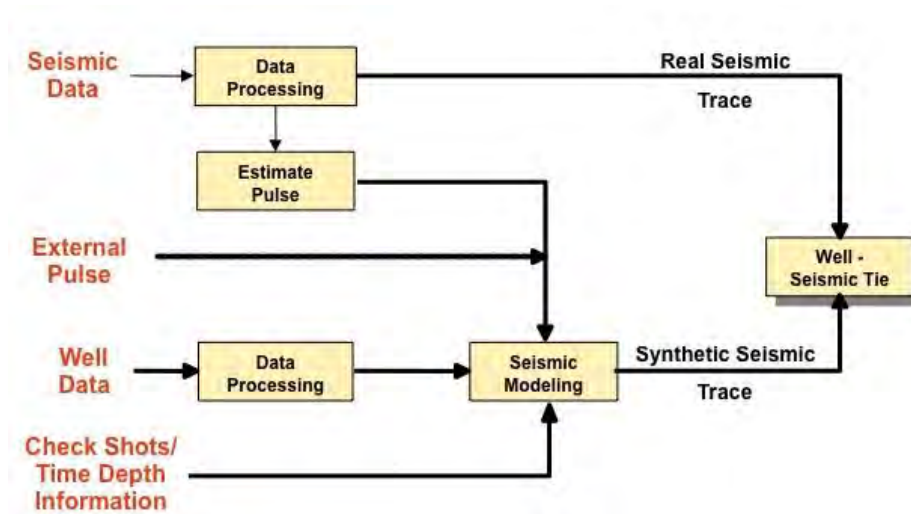 Seismic
Data
Data
Processing
Real Seismic
Trace
Estimate
Pulse
External
Pulse
Well -
Seismic Tie
Well
Data
Data
Processing
Seismic
Modeling
Synthetic Seismic
Trace
Check Shots/
Time Depth
Information